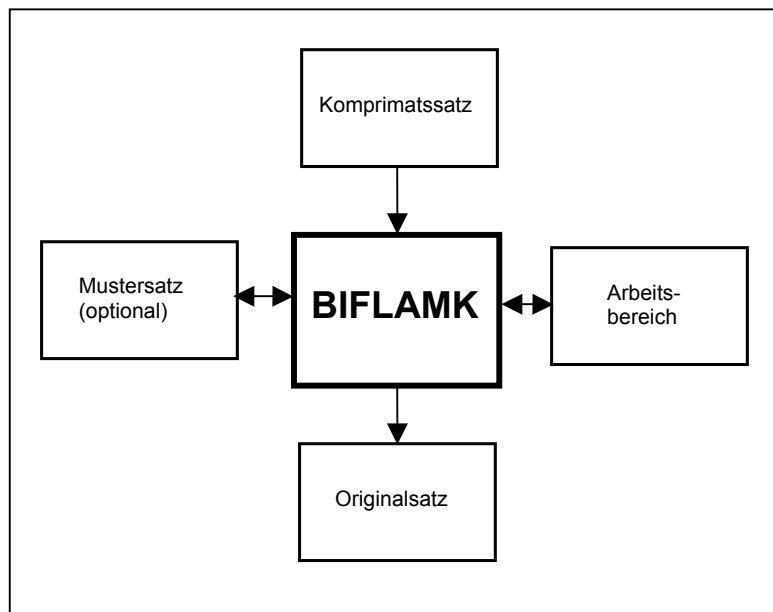 Komprimatssatz
Mustersatz
(optional)
BIFLAMK
Arbeits-
bereich
Originalsatz